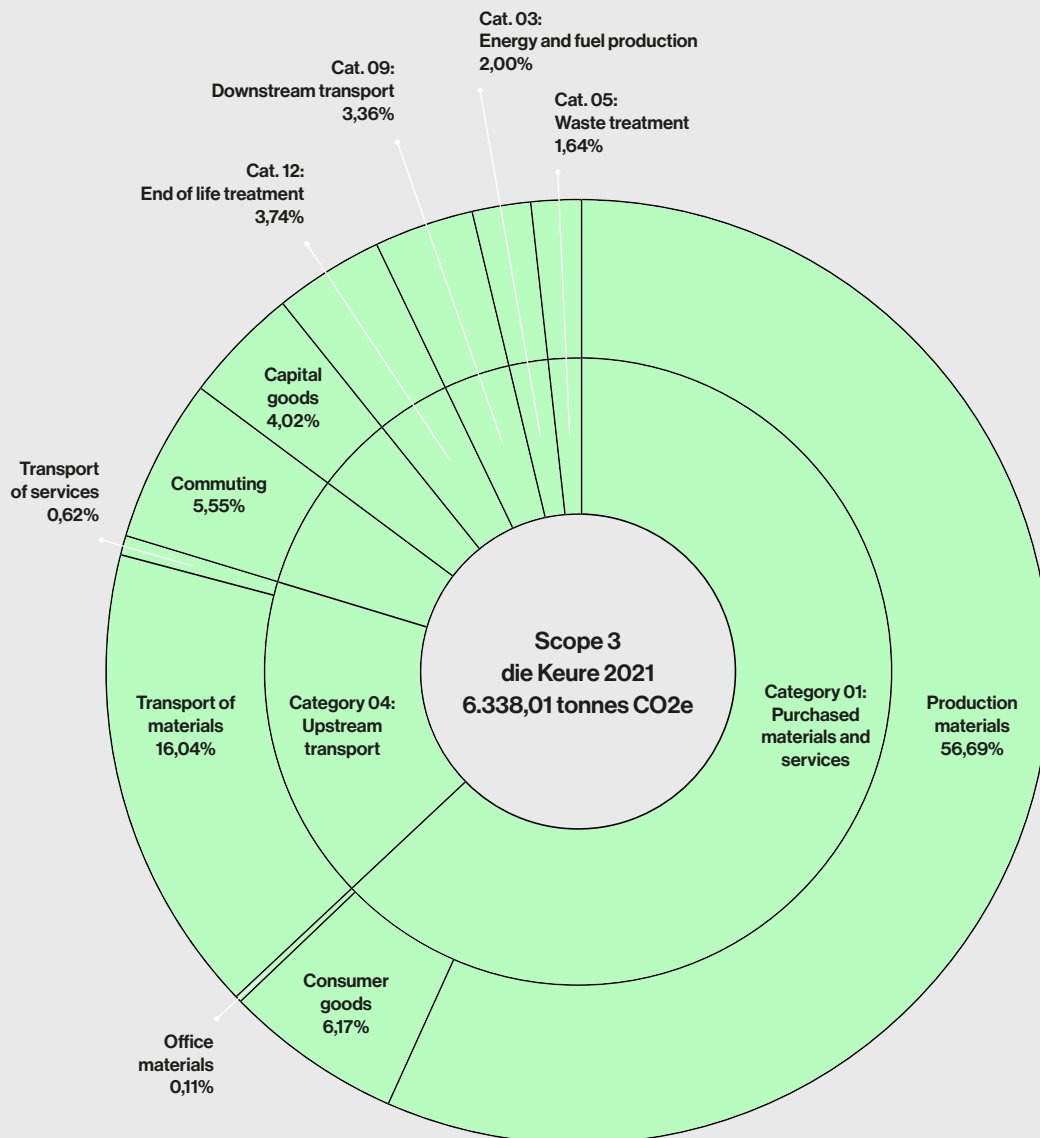 Cat. 03:
Energy and fuel production
2,00%
Cat. 09:
Downstream transport
3,36%
Cat. 05:
Waste treatment
1,64%
Cat. 12:
End of life treatment
3,74%
Capital
goods
4,02%
Commuting
5,55%
Transport
of services
0,62%
Scope 3
die Keure 2021
6.338,01 tonnes CO2e
Transport of
materials
16,04%
Category 04:
Upstream
transport
Category 01:
Purchased
materials and
services
Production
materials
56,69%
Consumer
goods
6,17%
Office
materials
0,11%